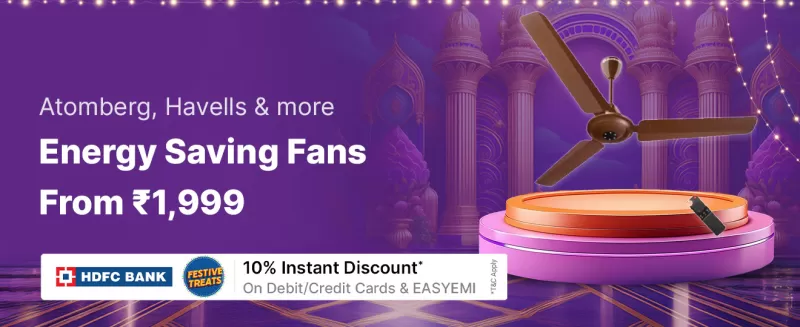 Atomberg, Havells & more
Energy Saving Fans
From ₹1,999
HDFC BANK
FESTIVE
TREATS
10% Instant Discount*
On Debit/Credit Cards & EASYEMI
*T&C Apply